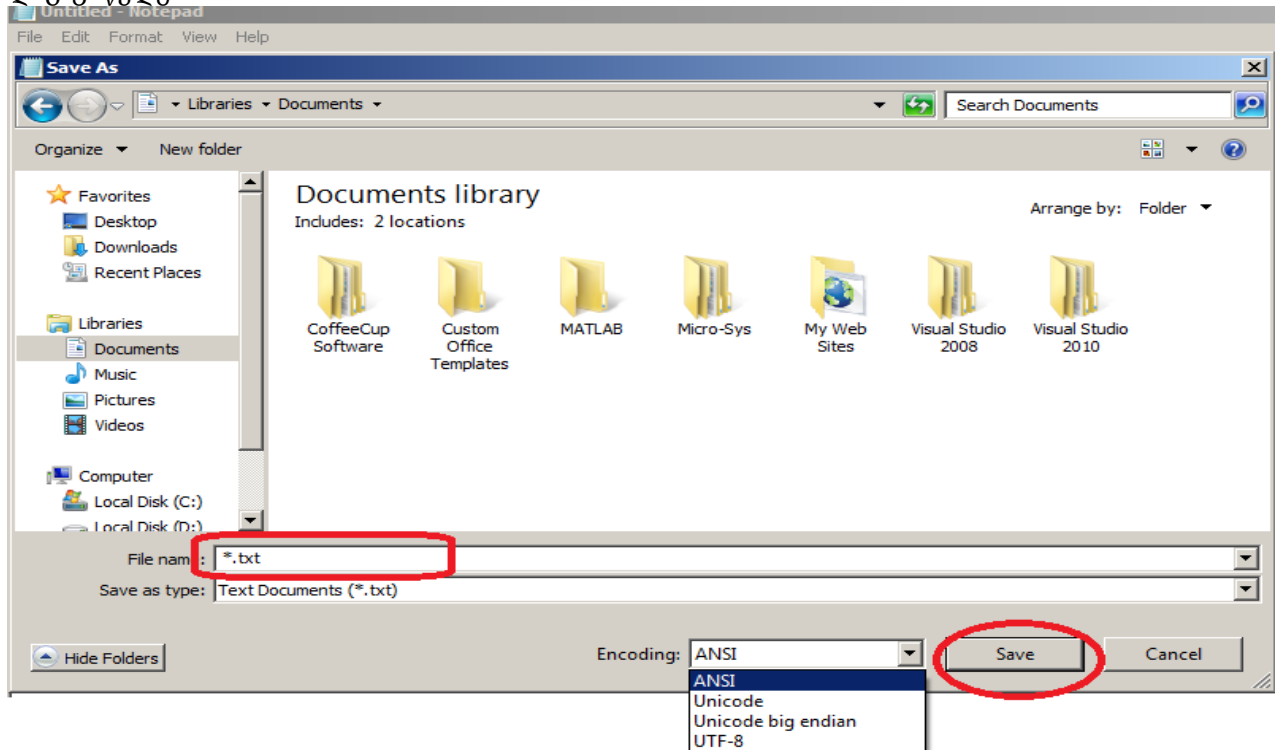 Untitled - Notepad
File Edit Format View Help
Save As
Libraries Documents
Search Documents
Organize New folder
Favorites
Desktop
Downloads
Recent Places
Libraries
Documents
Music
Pictures
Videos
Computer
Local Disk (C:)
Local Disk (D:)
Documents library
Includes: 2 locations
Arrange by: Folder
CoffeeCup Software
Custom Office Templates
MATLAB
Micro-Sys
My Web Sites
Visual Studio 2008
Visual Studio 2010
File name: *.txt
Save as type: Text Documents (*.txt)
Hide Folders
Encoding: ANSI
Save
Cancel
ANSI
Unicode
Unicode big endian
UTF-8